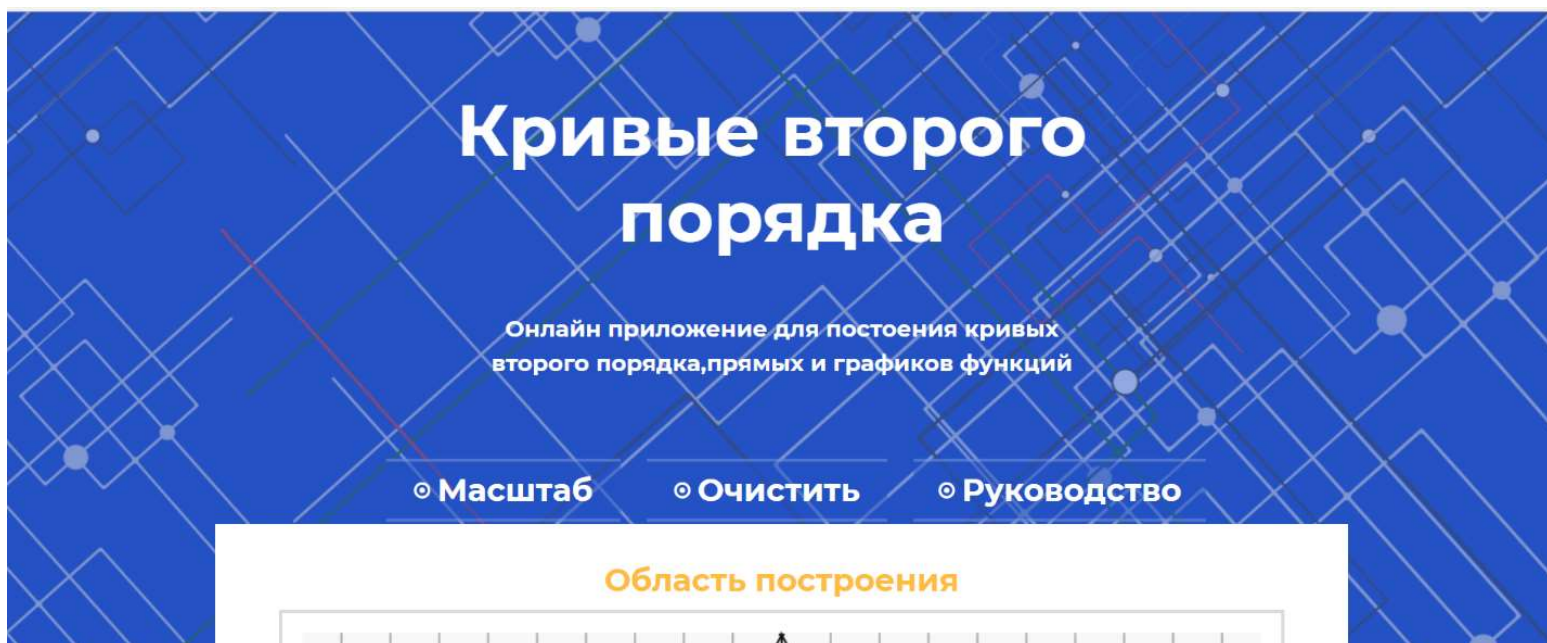 Кривые второго
порядка
Онлайн приложение для постоения кривых
второго порядка,прямых и графиков функций
Масштаб
Очистить
Руководство
Область построения